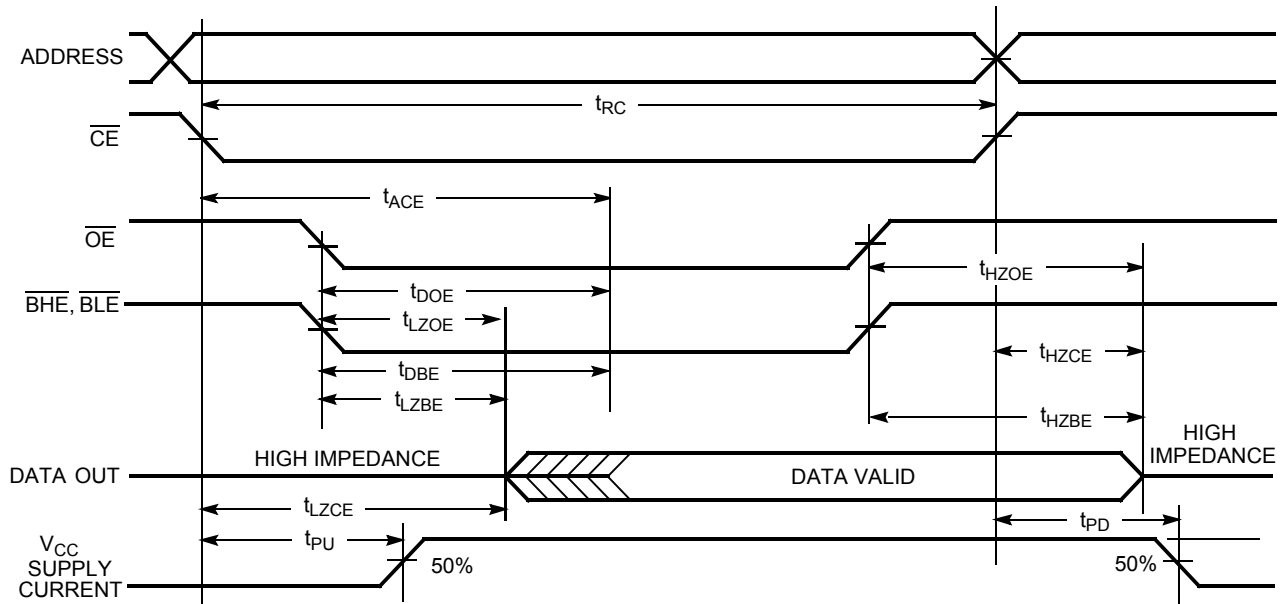 ADDRESS
tRC
CE
tACE
OE
tHZOE
tDOE
BHE, BLE
tLZOE
tHZCE
tDBE
tLZBE
tHZBE
HIGH
IMPEDANCE
HIGH IMPEDANCE
DATA OUT
DATA VALID
tLZCE
tPD
tPU
VCC
SUPPLY
CURRENT
50%
50%